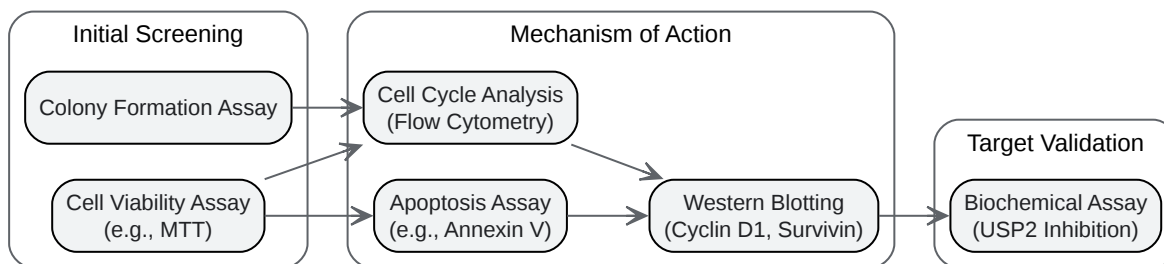 Initial Screening
Colony Formation Assay
Cell Viability Assay
(e.g., MTT)
Mechanism of Action
Cell Cycle Analysis
(Flow Cytometry)
Apoptosis Assay
(e.g., Annexin V)
Western Blotting
(Cyclin D1, Survivin)
Target Validation
Biochemical Assay
(USP2 Inhibition)